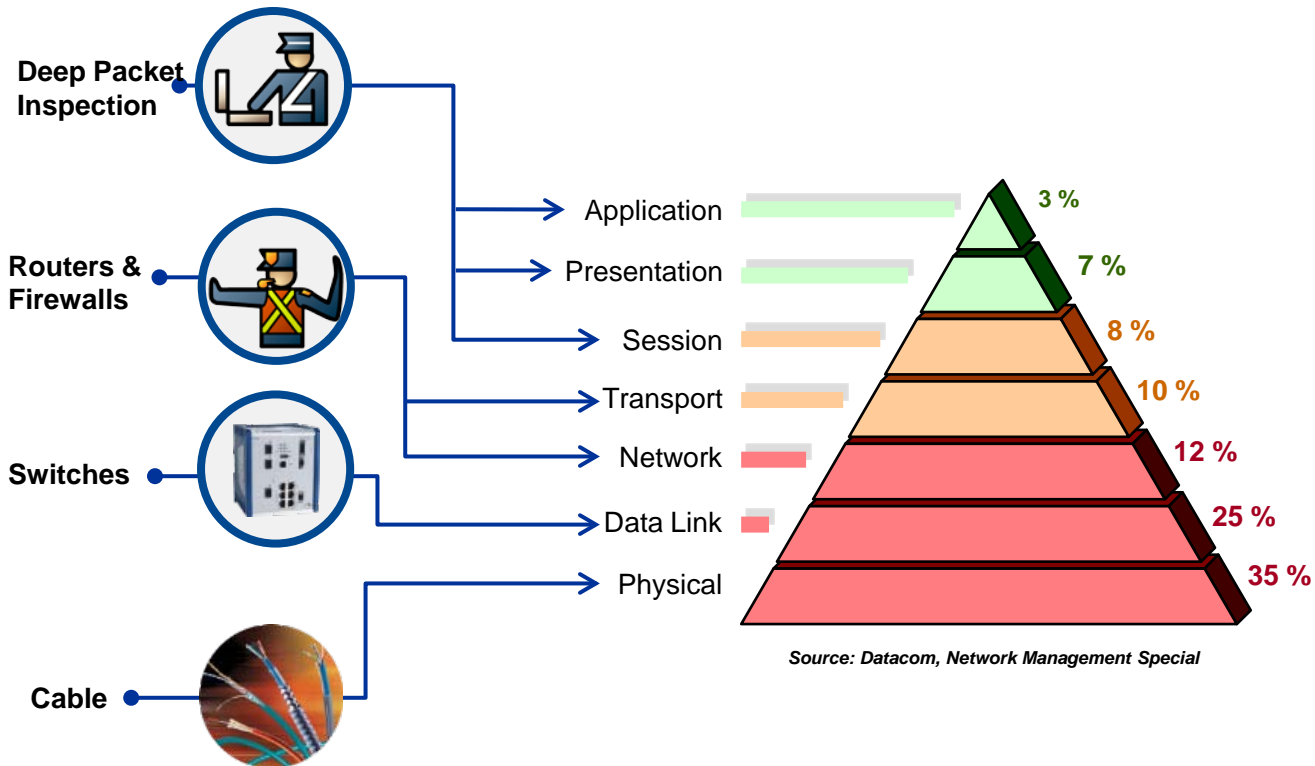 Deep Packet
Inspection
Routers &
Firewalls
Switches
Cable
Application
Presentation
Session
Transport
Network
Data Link
Physical
3 %
7 %
8 %
10 %
12 %
25 %
35 %
Source: Datacom, Network Management Special